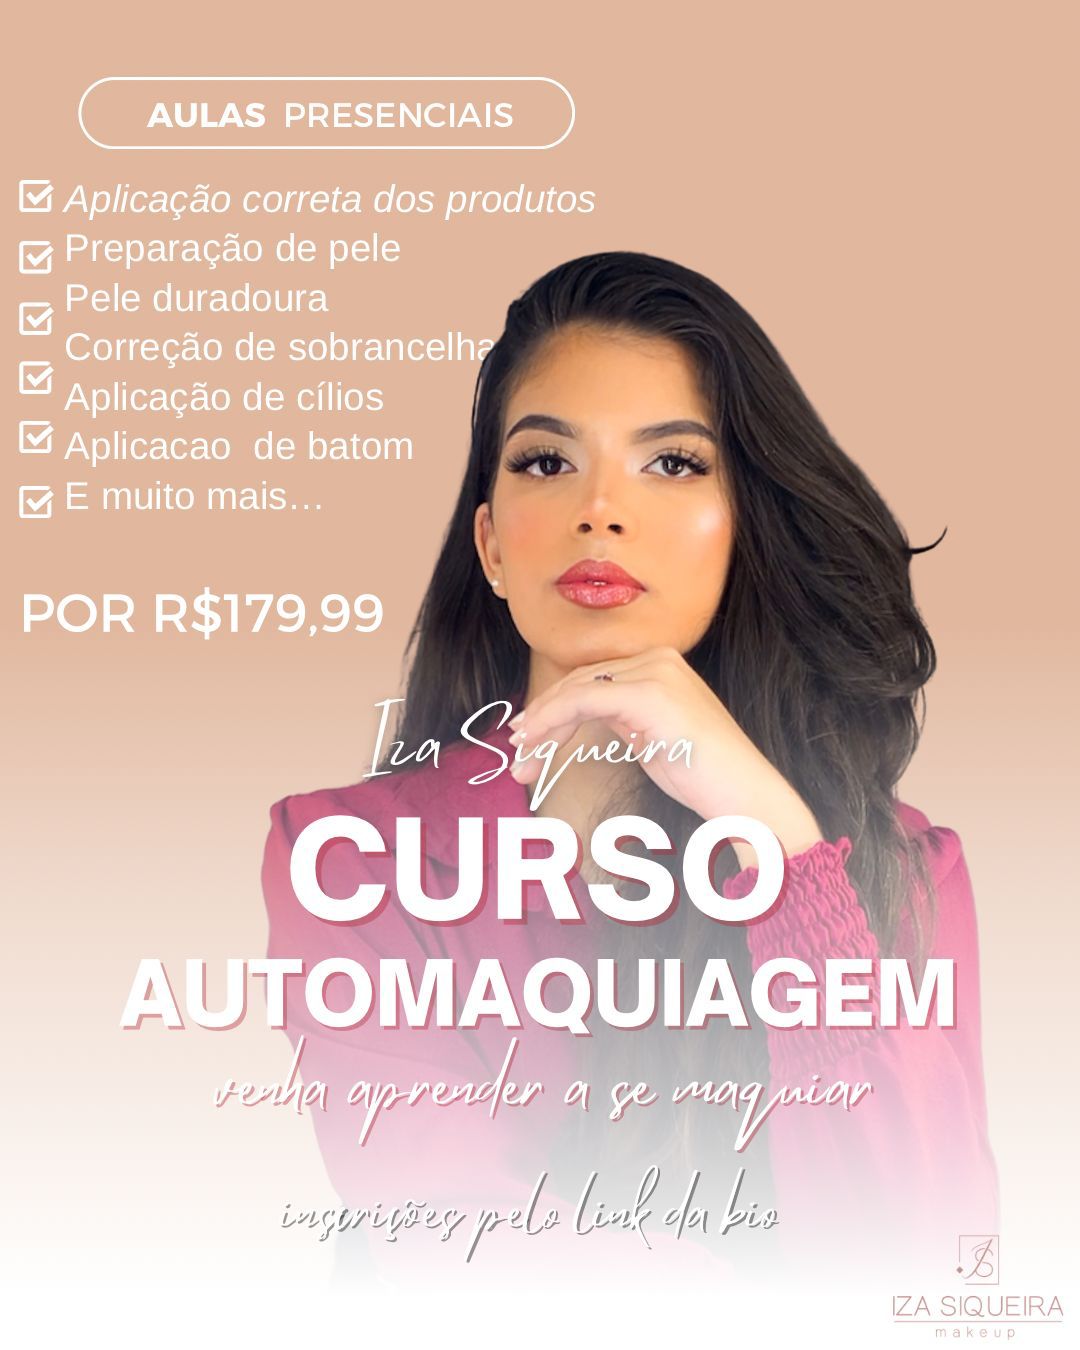 AULAS PRESENCIAIS
Aplicação correta dos produtos
Preparação de pele
Pele duradoura
Correção de sobrancelha
Aplicação de cílios
Aplicacao de batom
E muito mais...
POR R$179,99
Iza Siqueira
CURSO
AUTOMAQUIAGEM
venha aprender a se maquiar
inscrições pelo link da bio
IS
IZA SIQUEIRA
makeup